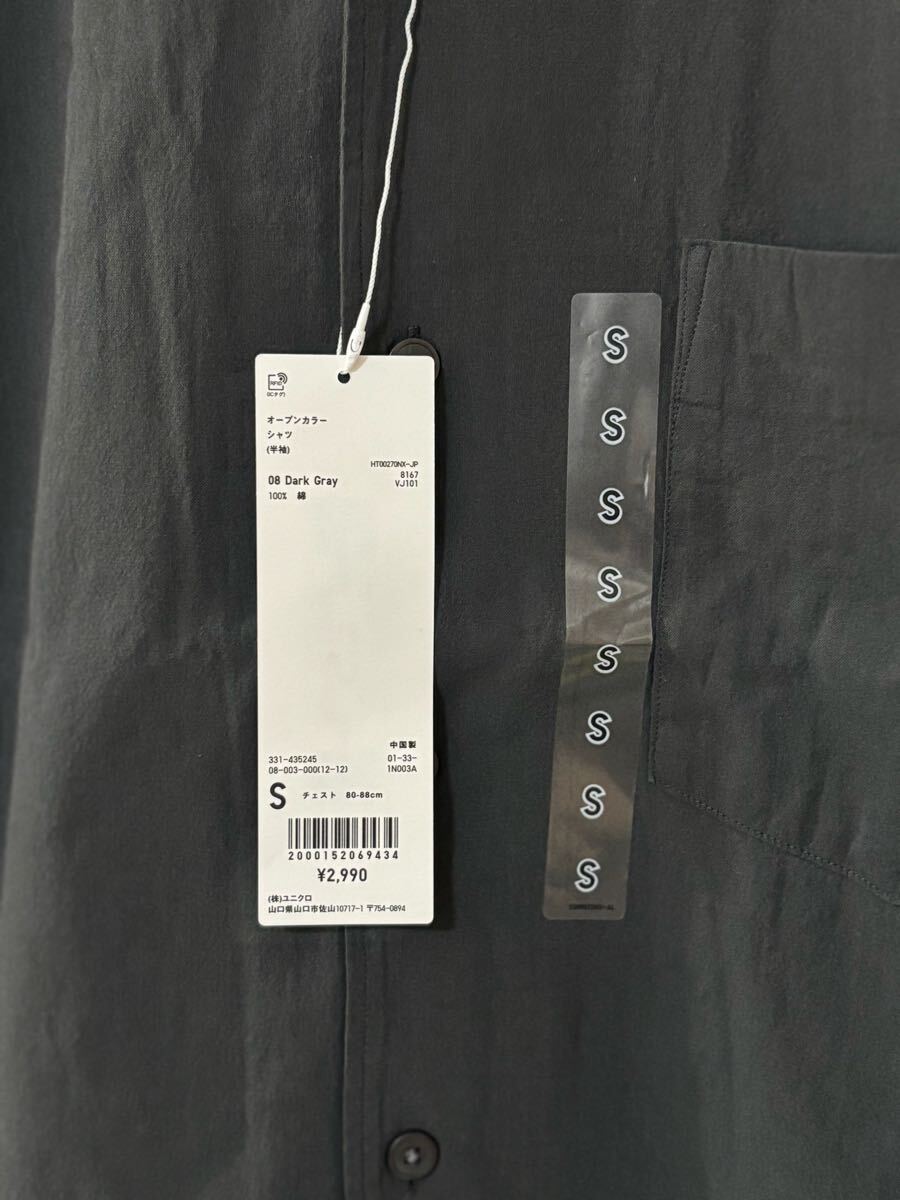 RFID
(ICタグ)
オープンカラー
シャツ
(半袖)
HT00270NX-JP
08 Dark Gray
8167
100% 綿
VJ101
中国製
331-435245
01-33-
08-003-000(12-12)
1N003A
S チェスト 80-88cm
2000152069434
¥2,990
(株)ユニクロ
山口県山口市佐山10717-1 〒754-0894
S
S
S
S
S
S
S
S